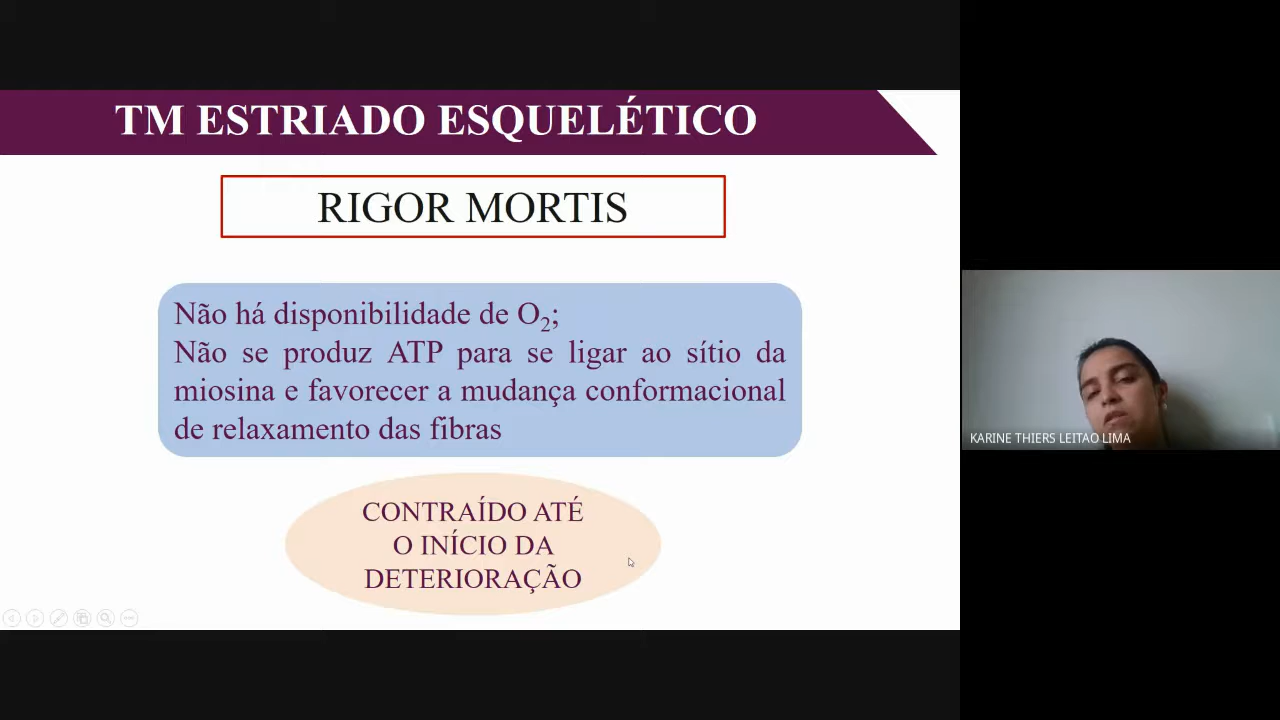 TM ESTRIADO ESQUELÉTICO
RIGOR MORTIS
Não há disponibilidade de O₂;
Não se produz ATP para se ligar ao sítio da
miosina e favorecer a mudança conformacional
de relaxamento das fibras
CONTRAÍDO ATÉ
O INÍCIO DA
DETERIORAÇÃO
KARINE THIERS LEITAO LIMA